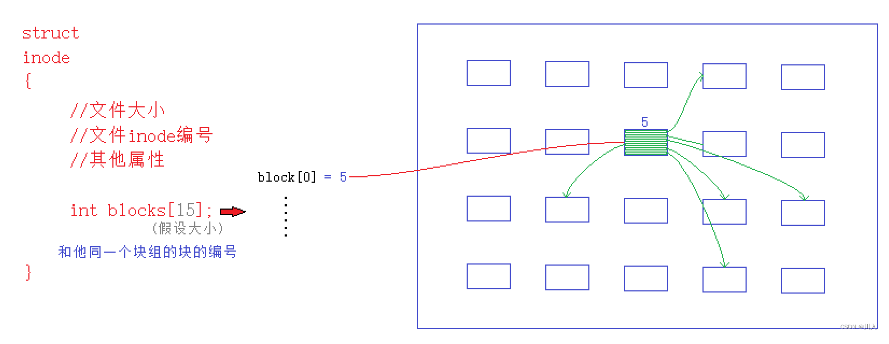 struct
inode
{
//文件大小
//文件inode编号
//其他属性
block[0] = 5
int blocks[15];
(假设大小)
和他同一个块组的块的编号
}
5